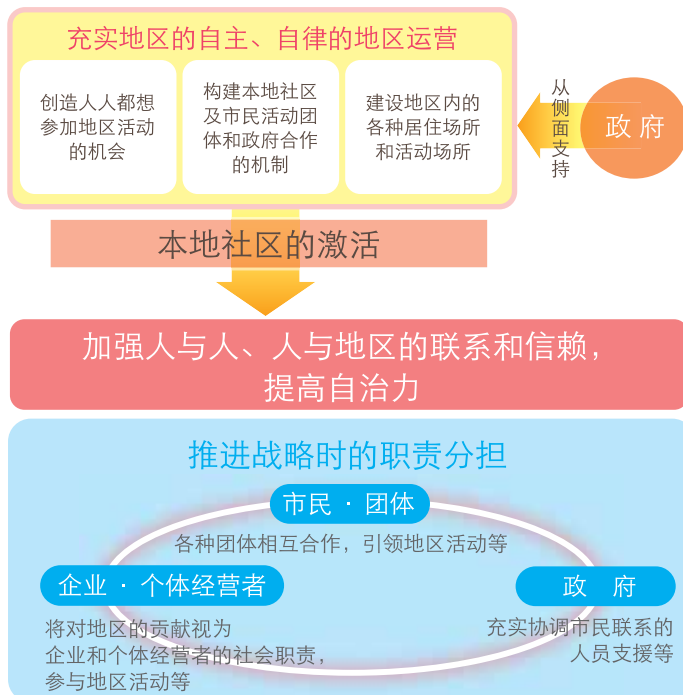 充实地区的自主、自律的地区运营
创造人人都想
参加地区活动
的机会
构建本地社区
及市民活动团
体和政府合作
的机制
建设地区内的
各种居住场所
和活动场所
从侧面支持
政府
本地社区的激活
加强人与人、人与地区的联系和信赖，
提高自治力
推进战略时的职责分担
市民·团体
各种团体相互合作，引领地区活动等
企业·个体经营者
将对地区的贡献视为
企业和个体经营者的社会职责，
参与地区活动等
政 府
充实协调市民联系的
人员支援等